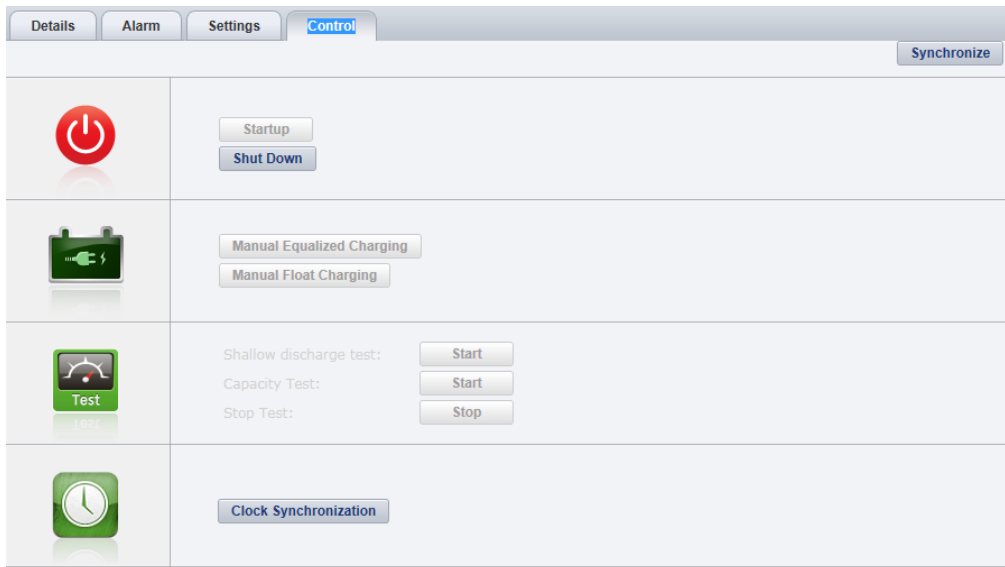 Details Alarm Settings Control
Synchronize
Startup
Shut Down
Manual Equalized Charging
Manual Float Charging
Test
Shallow discharge test: Start
Capacity Test: Start
Stop Test: Stop
Clock Synchronization